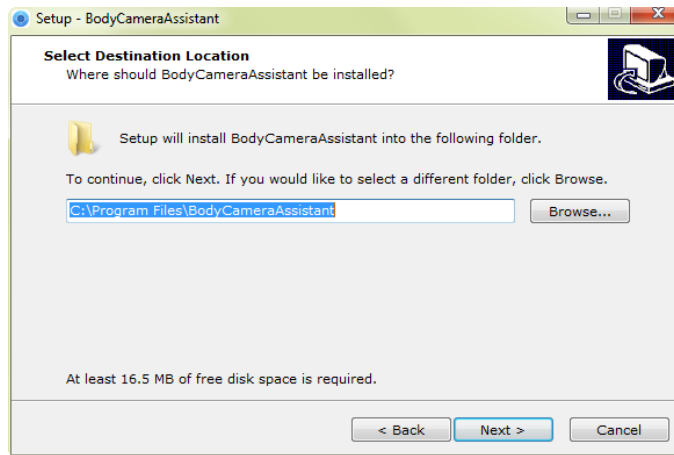 Setup - BodyCameraAssistant
Select Destination Location
Where should BodyCameraAssistant be installed?
Setup will install BodyCameraAssistant into the following folder.
To continue, click Next. If you would like to select a different folder, click Browse.
C:\Program Files\BodyCameraAssistant
Browse...
At least 16.5 MB of free disk space is required.
< Back
Next >
Cancel